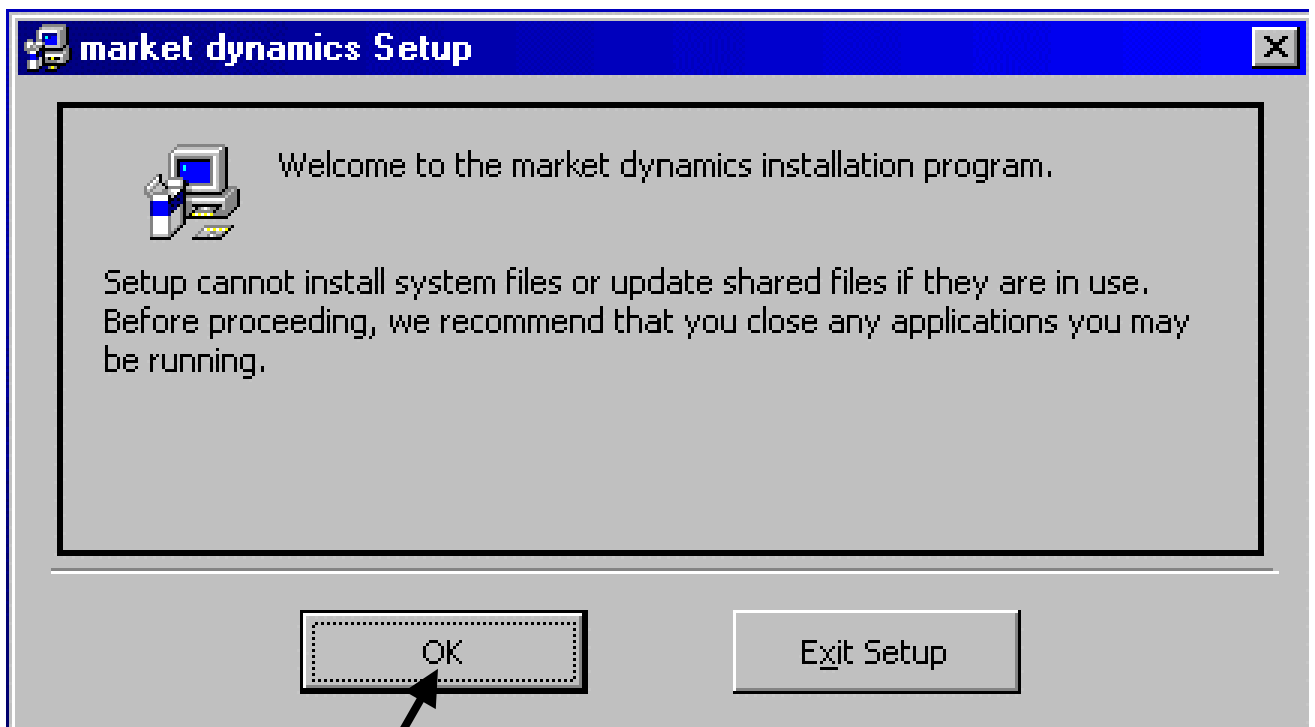 market dynamics Setup
Welcome to the market dynamics installation program.
Setup cannot install system files or update shared files if they are in use.
Before proceeding, we recommend that you close any applications you may
be running.
OK
Exit Setup